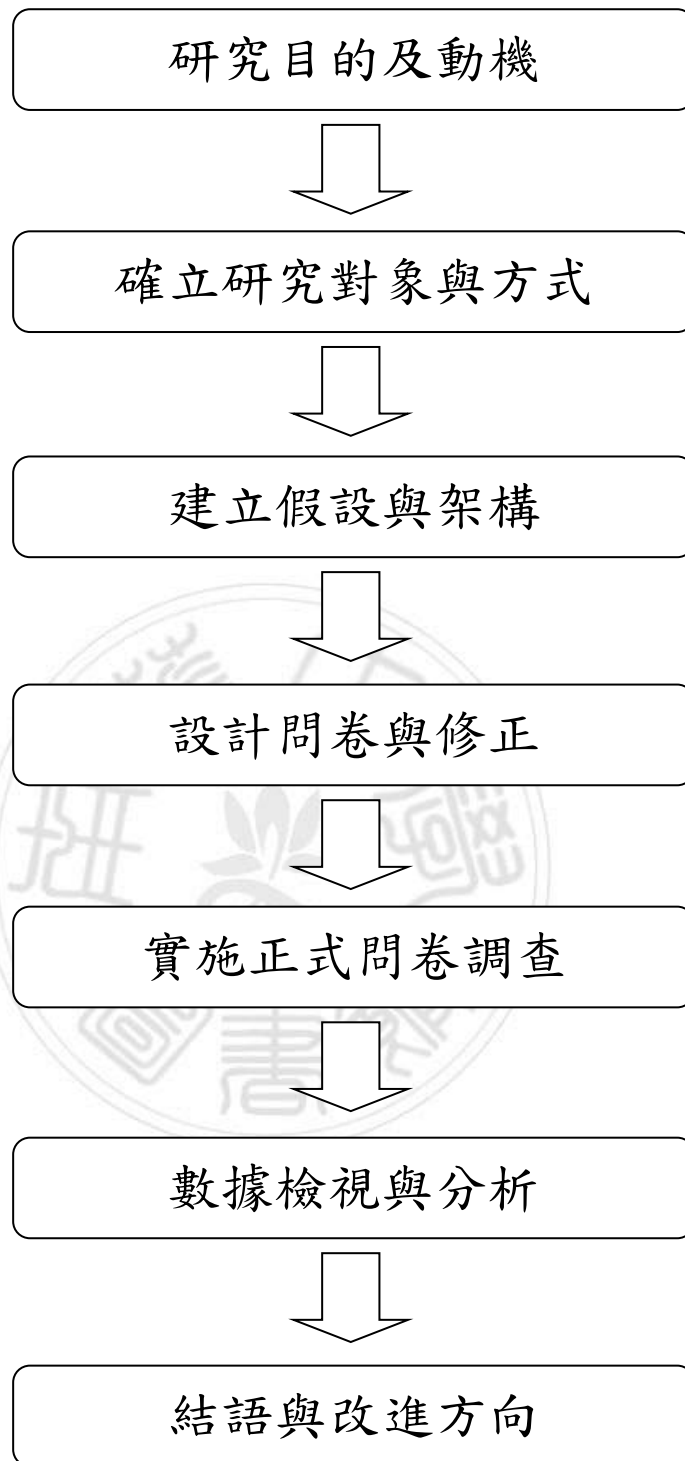 研究目的及動機
確立研究對象與方式
建立假設與架構
設計問卷與修正
實施正式問卷調查
數據檢視與分析
結語與改進方向